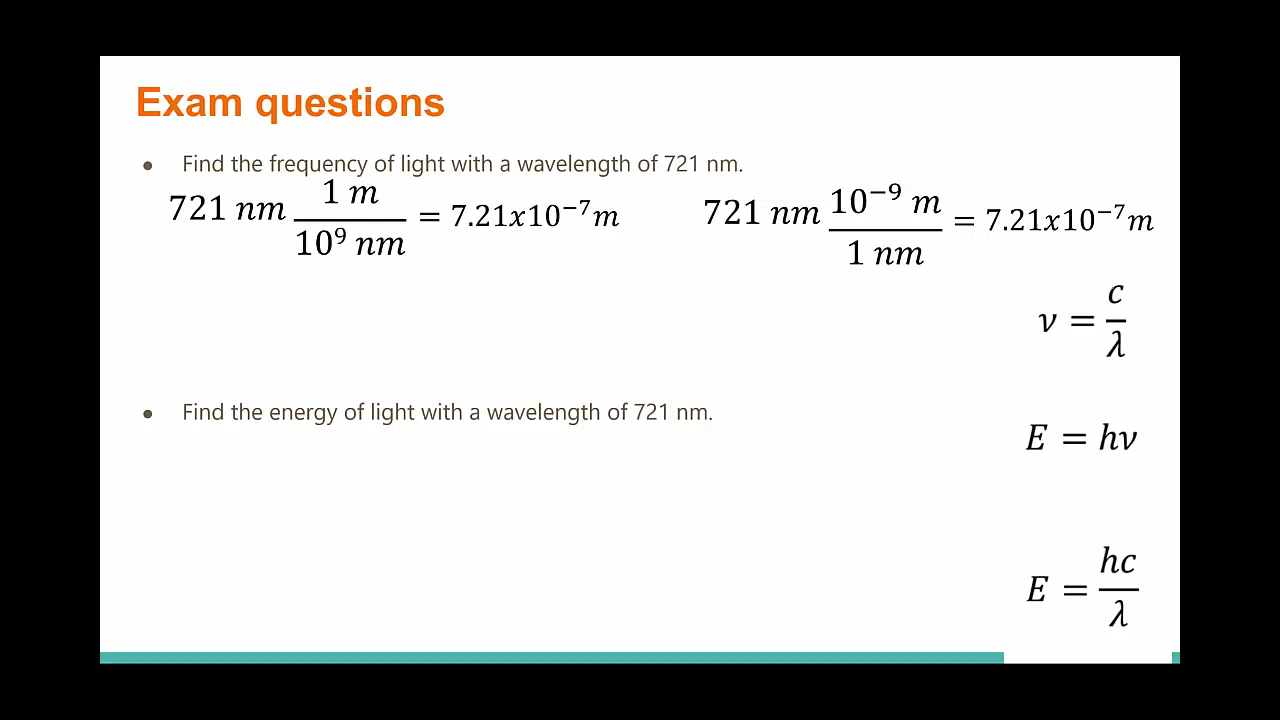 Exam questions
● Find the frequency of light with a wavelength of 721 nm.
721 nm 1 m / 10⁹ nm = 7.21x10⁻⁷m
721 nm 10⁻⁹ m / 1 nm = 7.21x10⁻⁷m
ν = c / λ
● Find the energy of light with a wavelength of 721 nm.
E = hν
E = hc / λ